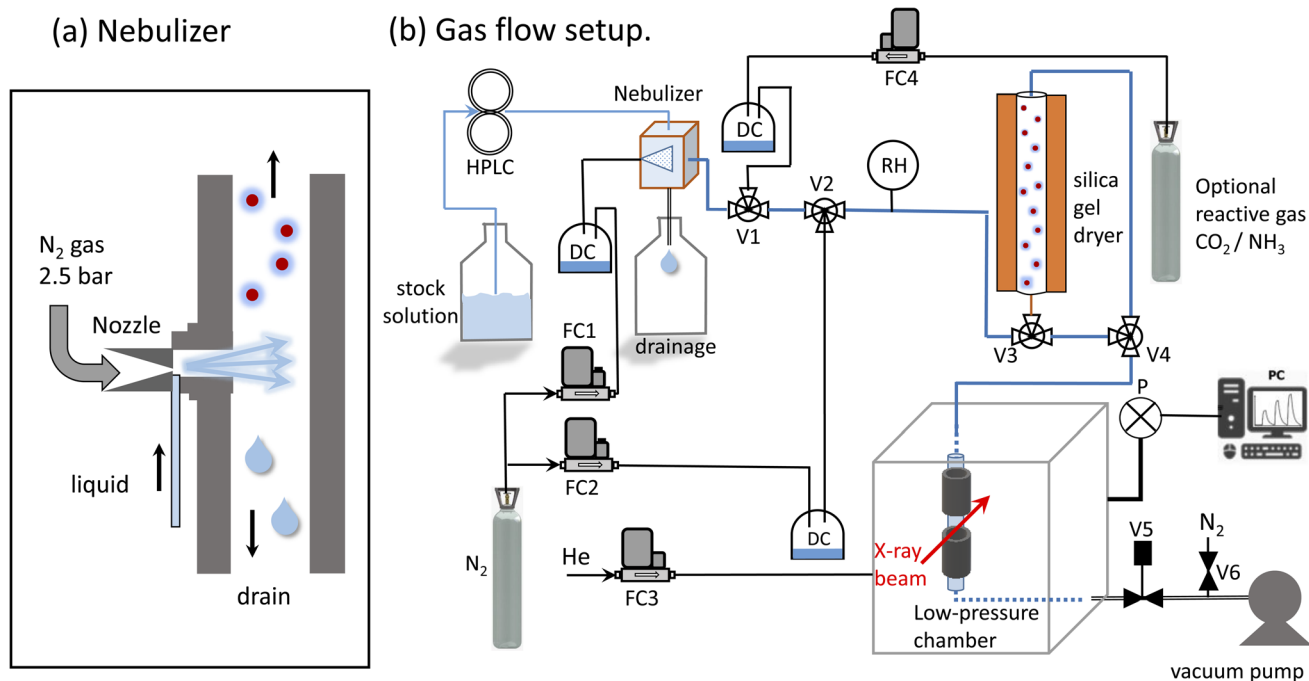 (a) Nebulizer
N₂ gas
2.5 bar
Nozzle
liquid
drain
(b) Gas flow setup.
HPLC
Nebulizer
stock
solution
DC
drainage
DC
FC4
V1
V2
RH
silica
gel
dryer
Optional
reactive gas
CO₂ / NH₃
V3
V4
FC1
FC2
N₂
He
FC3
DC
X-ray
beam
Low-pressure
chamber
P
PC
V5
N₂
V6
vacuum pump